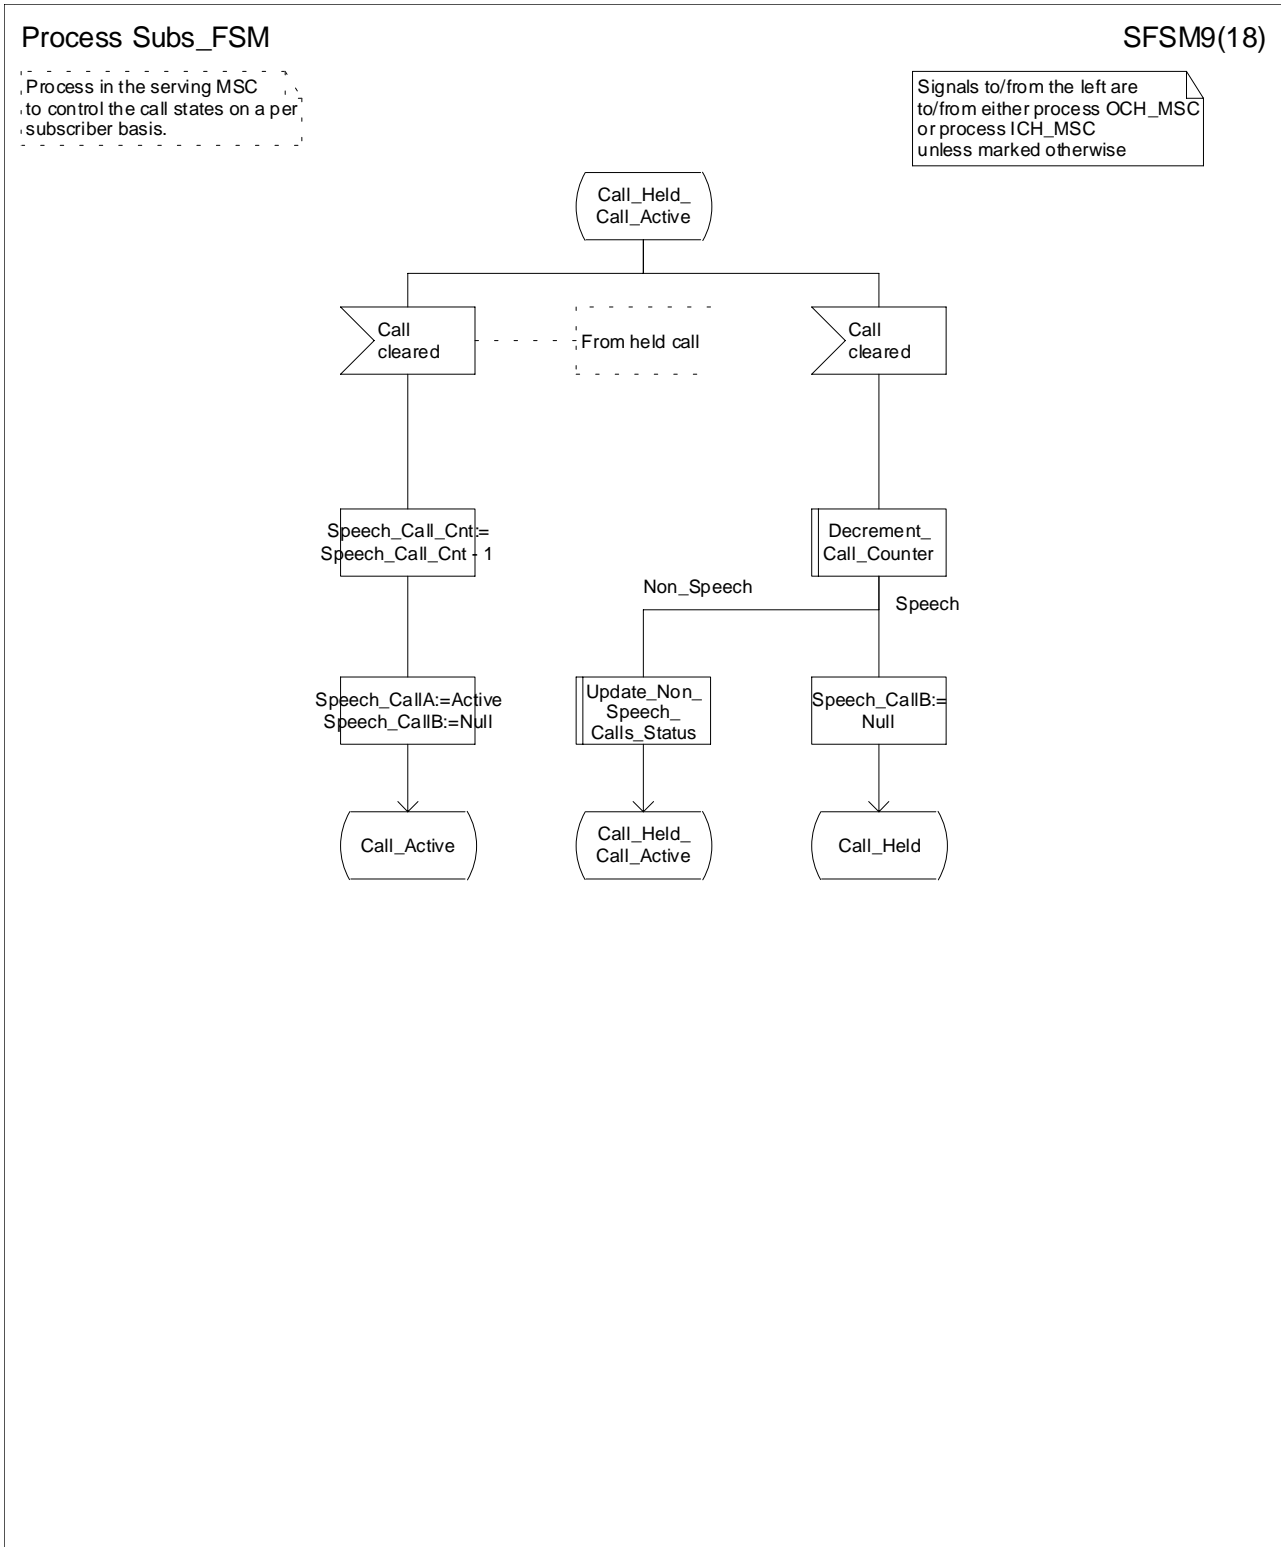 Process Subs_FSM
SFSM9(18)
Process in the serving MSC
to control the call states on a per
subscriber basis.
Signals to/from the left are
to/from either process OCH_MSC
or process ICH_MSC
unless marked otherwise
Call_Held_
Call_Active
Call
cleared
From held call
Call
cleared
Speech_Call_Cnt:=
Speech_Call_Cnt - 1
Decrement_
Call_Counter
Non_Speech
Speech
Speech_CallA:=Active
Speech_CallB:=Null
Update_Non_
Speech_
Calls_Status
Speech_CallB:=
Null
Call_Active
Call_Held_
Call_Active
Call_Held